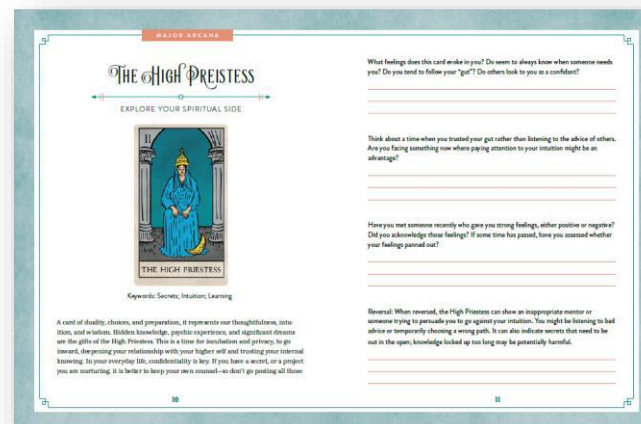 MAJOR ARCANA
THE HIGH PREISTESS
EXPLORE YOUR SPIRITUAL SIDE
II
THE HIGH PRIESTESS
Keywords: Secrets; Intuition; Learning
A card of duality, choices, and preparation, it represents our thoughtfulness, intu-
ition, and wisdom. Hidden knowledge, psychic experience, and significant dreams
are the gifts of the High Priestess. This is a time for incubation and privacy, to go
inward, deepening your relationship with your higher self and trusting your internal
knowing. In your everyday life, confidentiality is key. If you have a secret, or a project
you are nurturing, it is better to keep your own counsel—so don't go posting all those
10
What feelings does this card evoke in you? Do seem to always know when someone needs
you? Do you tend to follow your "gut"? Do others look to you as a confidant?
Think about a time when you trusted your gut rather than listening to the advice of others.
Are you facing something now where paying attention to your intuition might be an
advantage?
Have you met someone recently who gave you strong feelings, either positive or negative?
Did you acknowledge those feelings? If some time has passed, have you assessed whether
your feelings panned out?
Reversal: When reversed, the High Priestess can show an inappropriate mentor or
someone trying to persuade you to go against your intuition. You might be listening to bad
advice or temporarily choosing a wrong path. It can also indicate secrets that need to be
out in the open; knowledge locked up too long may be potentially harmful.
11